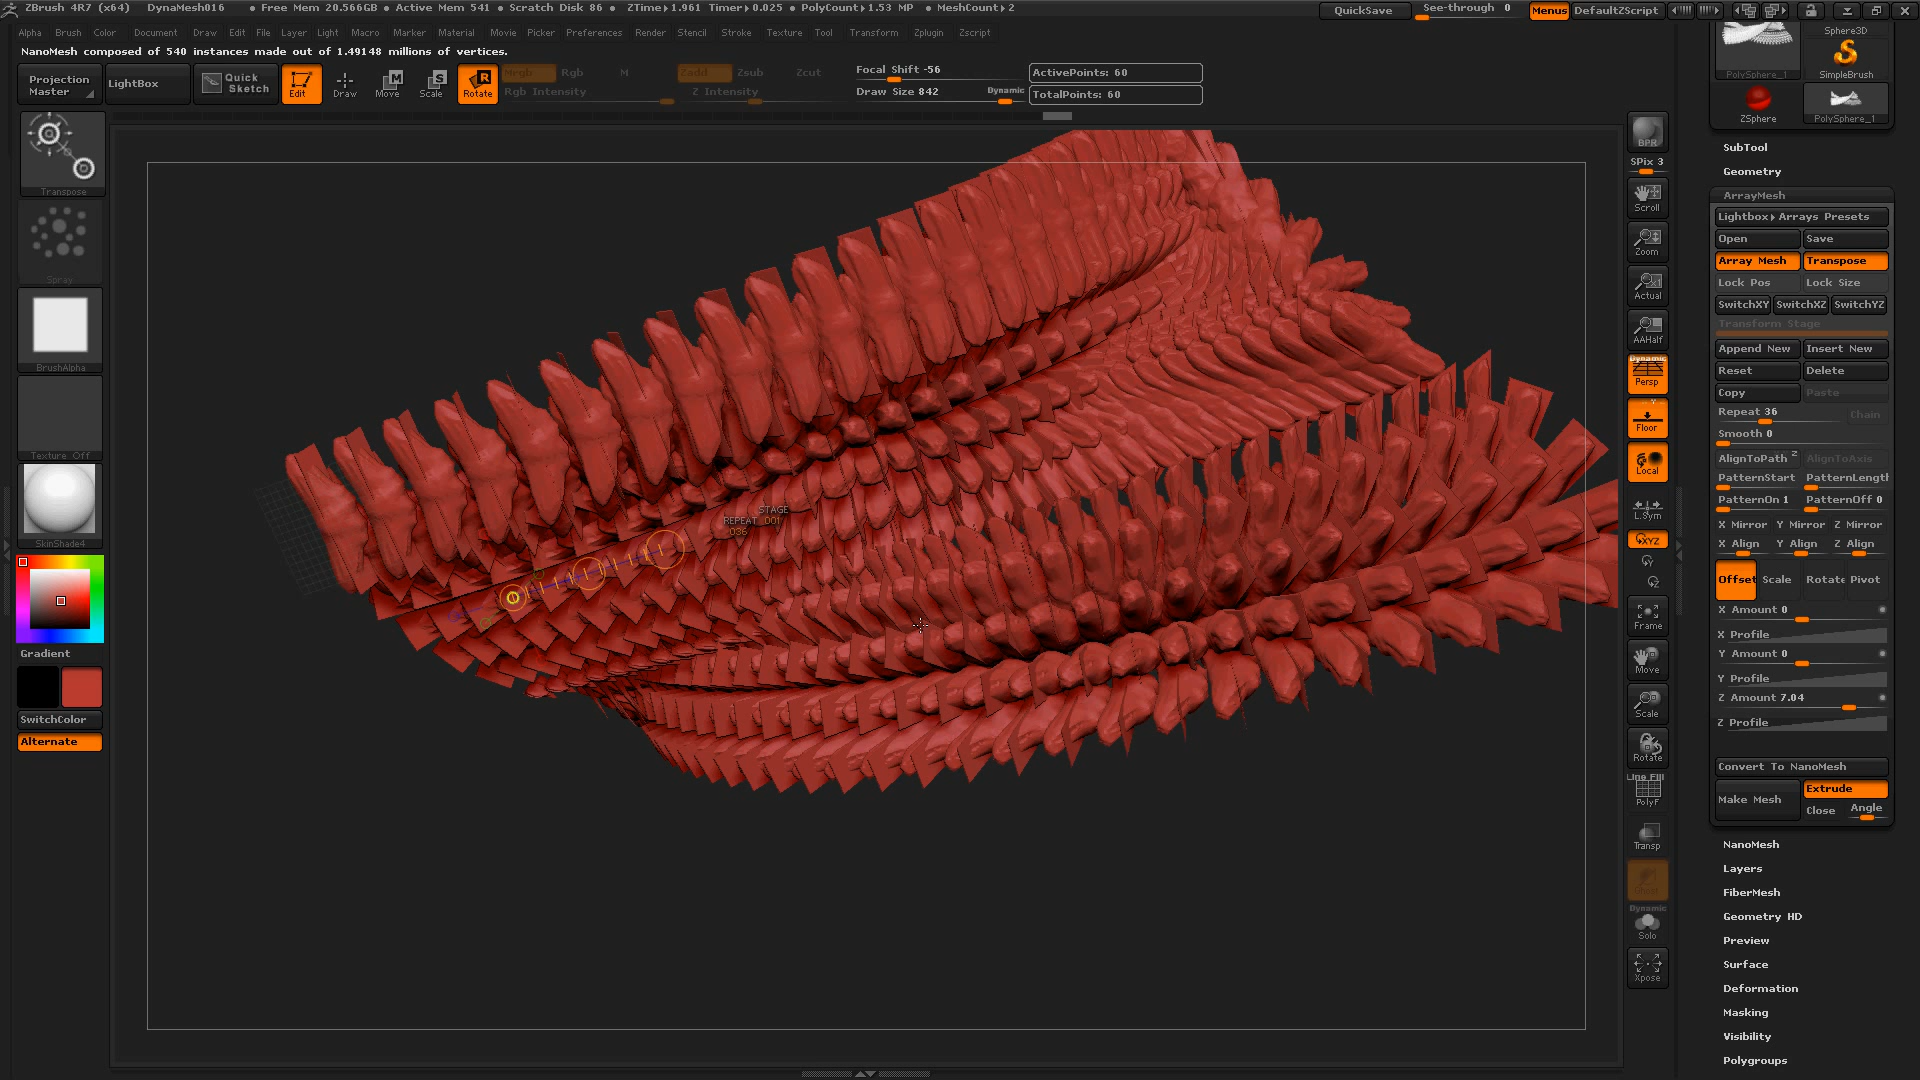 ZBrush 4R7 (x64) DynaMesh016 • Free Mem 20.566GB • Active Mem 541 • Scratch Disk 86 • ZTime▸1.961 Timer▸0.025 • PolyCount▸1.53 MP • MeshCount▸2
QuickSave See-through 0 Menus DefaultZScript
Alpha Brush Color Document Draw Edit File Layer Light Macro Marker Material Movie Picker Preferences Render Stencil Stroke Texture Tool Transform Zplugin Zscript
NanoMesh composed of 540 instances made out of 1.49148 millions of vertices.
Projection Master
LightBox
Quick Sketch
Edit
Draw
Move
Scale
Rotate
Mrgb Rgb M
Rgb Intensity
Zadd Zsub Zcut
Z Intensity
Focal Shift -56
Draw Size 842 Dynamic
ActivePoints: 60
TotalPoints: 60
Transpose
Spray
BrushAlpha
Texture Off
SkinShade4
Gradient
SwitchColor
Alternate
STAGE
REPEAT 001
036
BPR
SPix 3
Scroll
Zoom
Actual
AAHalf
Dynamic
Persp
Floor
Local
L.Sym
XYZ
Frame
Move
Scale
Rotate
Line Fill
PolyF
Transp
Ghost
Dynamic
Solo
Xpose
Sphere3D
PolySphere_1 SimpleBrush
ZSphere PolySphere_1
SubTool
Geometry
ArrayMesh
Lightbox▸Arrays Presets
Open Save
Array Mesh Transpose
Lock Pos Lock Size
SwitchXY SwitchXZ SwitchYZ
Transform Stage
Append New Insert New
Reset Delete
Copy Paste
Repeat 36 Chain
Smooth 0
AlignToPath AlignToAxis
PatternStart PatternLength
PatternOn 1 PatternOff 0
X Mirror Y Mirror Z Mirror
X Align Y Align Z Align
Offset Scale Rotate Pivot
X Amount 0
X Profile
Y Amount 0
Y Profile
Z Amount 7.04
Z Profile
Convert To NanoMesh
Make Mesh Extrude
Close Angle
NanoMesh
Layers
FiberMesh
Geometry HD
Preview
Surface
Deformation
Masking
Visibility
Polygroups